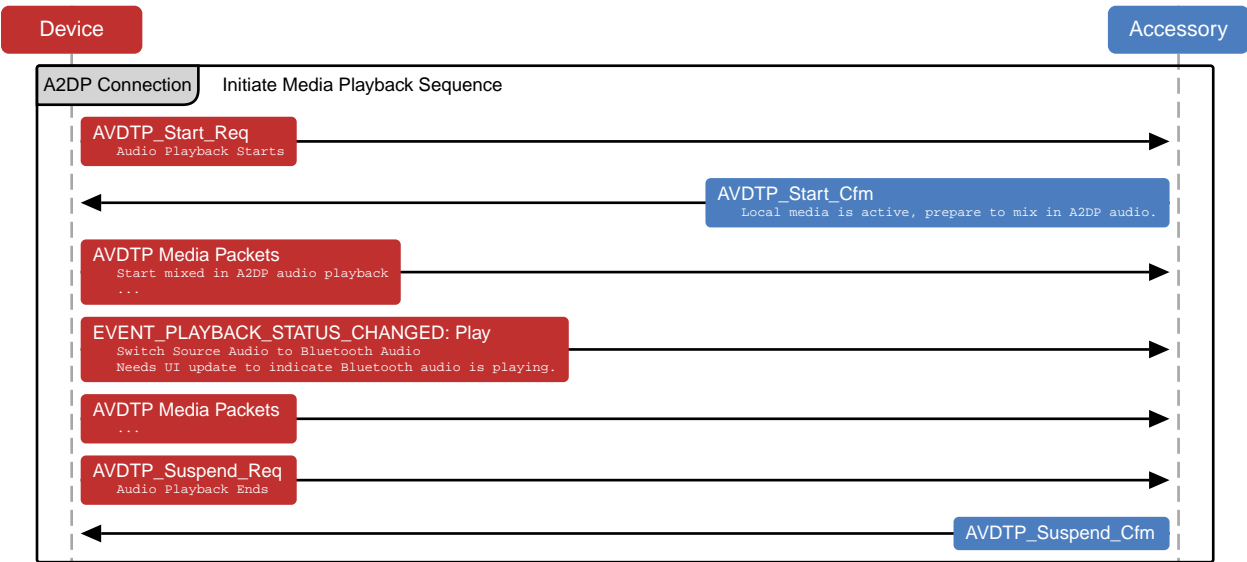 Device
Accessory
A2DP Connection
Initiate Media Playback Sequence
AVDTP_Start_Req
Audio Playback Starts
AVDTP_Start_Cfm
Local media is active, prepare to mix in A2DP audio.
AVDTP Media Packets
Start mixed in A2DP audio playback
...
EVENT_PLAYBACK_STATUS_CHANGED: Play
Switch Source Audio to Bluetooth Audio
Needs UI update to indicate Bluetooth audio is playing.
AVDTP Media Packets
...
AVDTP_Suspend_Req
Audio Playback Ends
AVDTP_Suspend_Cfm